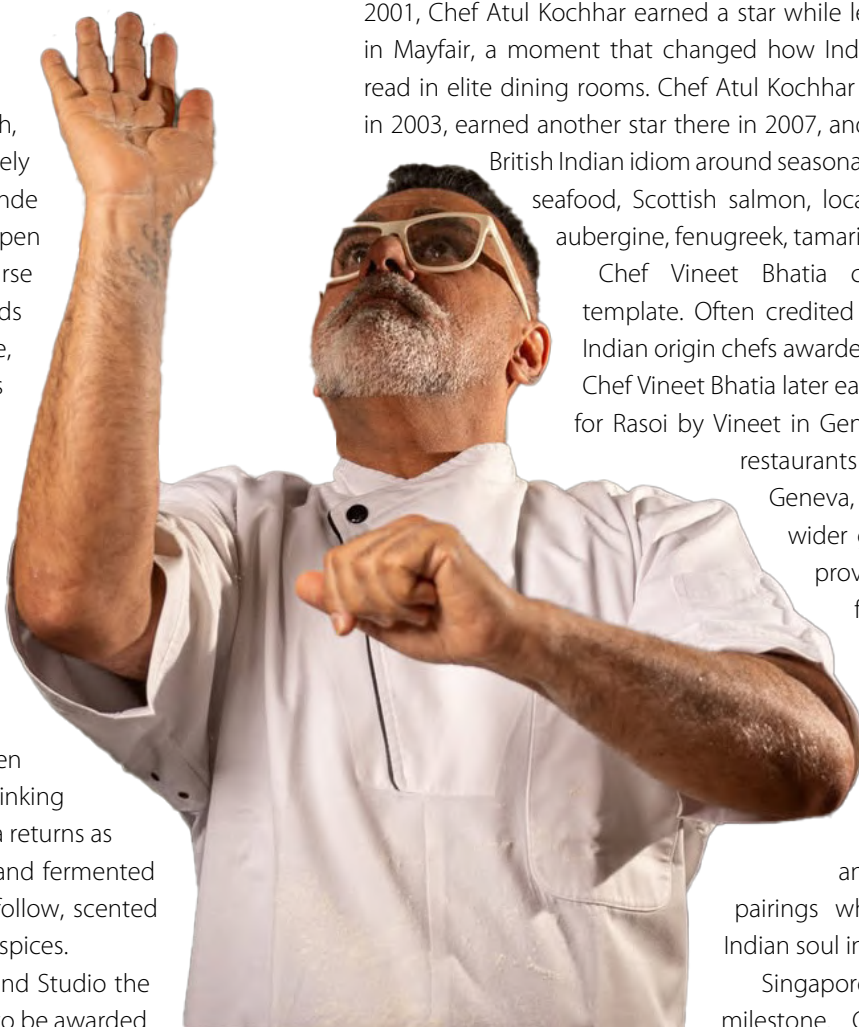 h,
ely
nde
pen
rse
ds
e,
s
en
inking
a returns as
and fermented
follow, scented
spices.
nd Studio the
to be awarded
2001, Chef Atul Kochhar earned a star while le
in Mayfair, a moment that changed how Ind
read in elite dining rooms. Chef Atul Kochhar
in 2003, earned another star there in 2007, and
British Indian idiom around seasona
seafood, Scottish salmon, loca
aubergine, fenugreek, tamari
Chef Vineet Bhatia c
template. Often credited
Indian origin chefs awarde
Chef Vineet Bhatia later ea
for Rasoi by Vineet in Gen
restaurants
Geneva,
wider
prov
f
an
pairings wh
Indian soul in
Singapore
milestone.